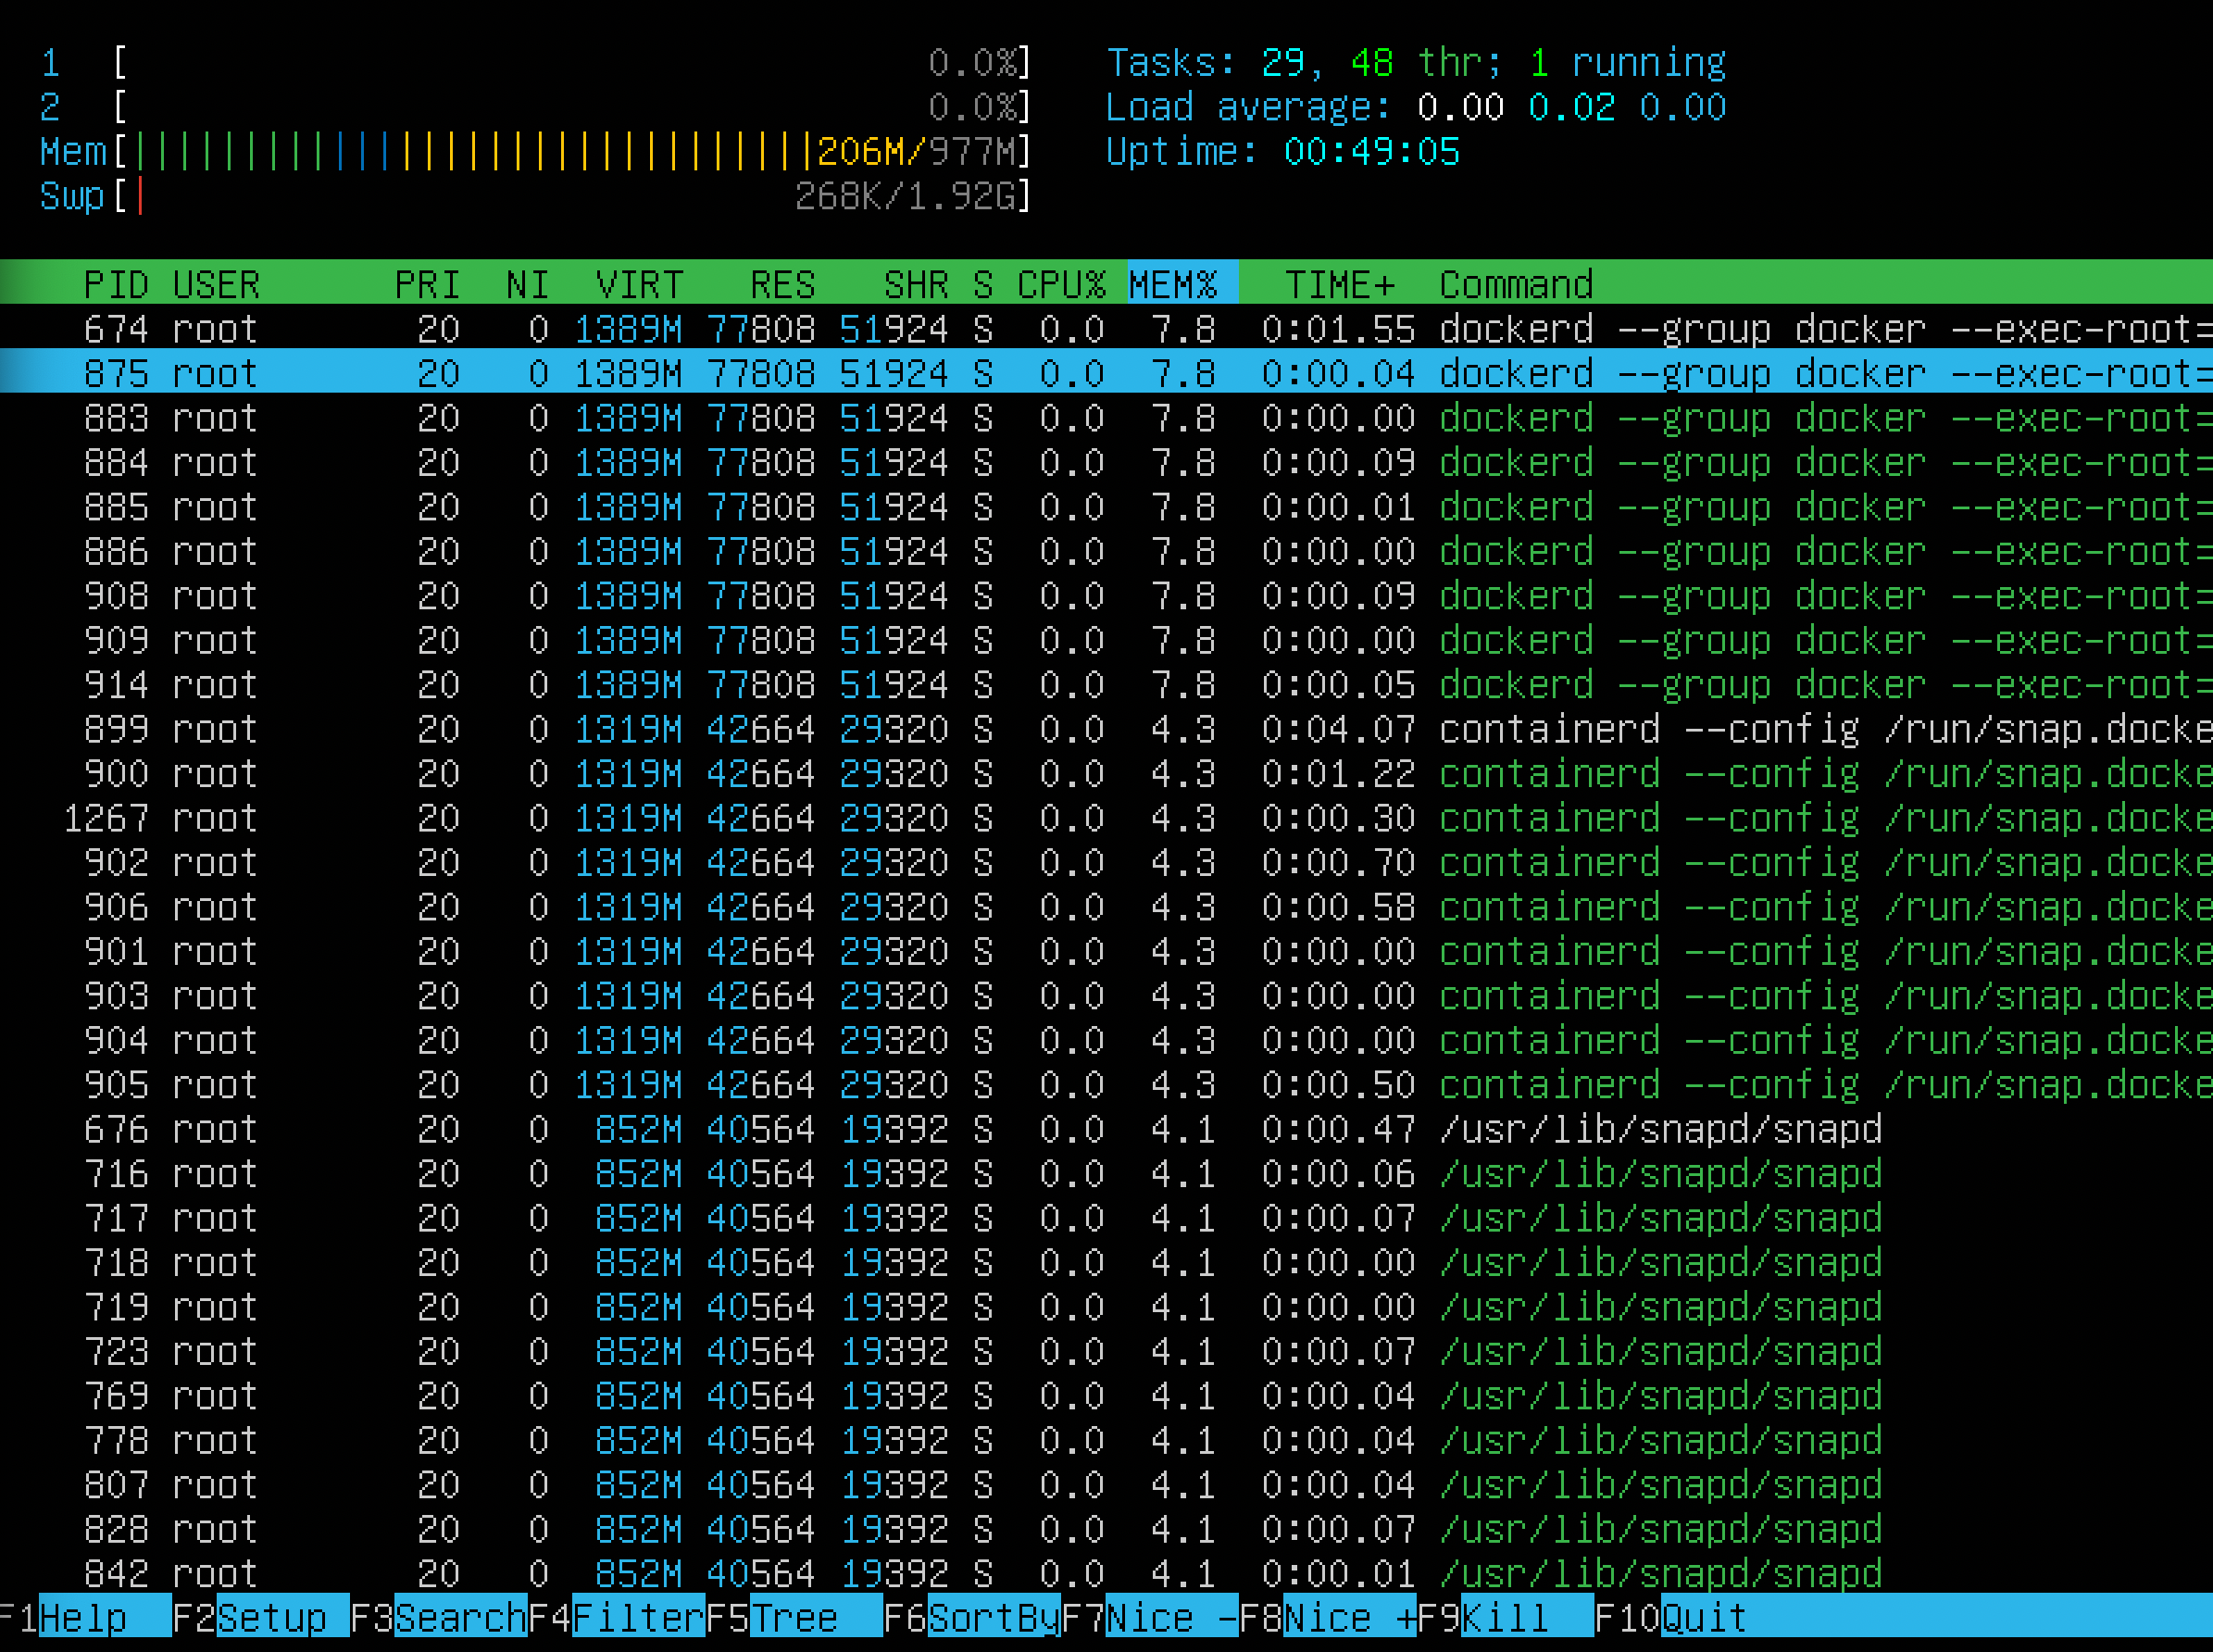 1 [ 0.0%] Tasks: 29, 48 thr; 1 running
2 [ 0.0%] Load average: 0.00 0.02 0.00
Mem[||||||||||||||||||||||||||||||206M/977M] Uptime: 00:49:05
Swp[| 268K/1.92G]
PID USER PRI NI VIRT RES SHR S CPU% MEM% TIME+ Command
674 root 20 0 1389M 77808 51924 S 0.0 7.8 0:01.55 dockerd --group docker --exec-root=
875 root 20 0 1389M 77808 51924 S 0.0 7.8 0:00.04 dockerd --group docker --exec-root=
883 root 20 0 1389M 77808 51924 S 0.0 7.8 0:00.00 dockerd --group docker --exec-root=
884 root 20 0 1389M 77808 51924 S 0.0 7.8 0:00.09 dockerd --group docker --exec-root=
885 root 20 0 1389M 77808 51924 S 0.0 7.8 0:00.01 dockerd --group docker --exec-root=
886 root 20 0 1389M 77808 51924 S 0.0 7.8 0:00.00 dockerd --group docker --exec-root=
908 root 20 0 1389M 77808 51924 S 0.0 7.8 0:00.09 dockerd --group docker --exec-root=
909 root 20 0 1389M 77808 51924 S 0.0 7.8 0:00.00 dockerd --group docker --exec-root=
914 root 20 0 1389M 77808 51924 S 0.0 7.8 0:00.05 dockerd --group docker --exec-root=
899 root 20 0 1319M 42664 29320 S 0.0 4.3 0:04.07 containerd --config /run/snap.docke
900 root 20 0 1319M 42664 29320 S 0.0 4.3 0:01.22 containerd --config /run/snap.docke
1267 root 20 0 1319M 42664 29320 S 0.0 4.3 0:00.30 containerd --config /run/snap.docke
902 root 20 0 1319M 42664 29320 S 0.0 4.3 0:00.70 containerd --config /run/snap.docke
906 root 20 0 1319M 42664 29320 S 0.0 4.3 0:00.58 containerd --config /run/snap.docke
901 root 20 0 1319M 42664 29320 S 0.0 4.3 0:00.00 containerd --config /run/snap.docke
903 root 20 0 1319M 42664 29320 S 0.0 4.3 0:00.00 containerd --config /run/snap.docke
904 root 20 0 1319M 42664 29320 S 0.0 4.3 0:00.00 containerd --config /run/snap.docke
905 root 20 0 1319M 42664 29320 S 0.0 4.3 0:00.50 containerd --config /run/snap.docke
676 root 20 0 852M 40564 19392 S 0.0 4.1 0:00.47 /usr/lib/snapd/snapd
716 root 20 0 852M 40564 19392 S 0.0 4.1 0:00.06 /usr/lib/snapd/snapd
717 root 20 0 852M 40564 19392 S 0.0 4.1 0:00.07 /usr/lib/snapd/snapd
718 root 20 0 852M 40564 19392 S 0.0 4.1 0:00.00 /usr/lib/snapd/snapd
719 root 20 0 852M 40564 19392 S 0.0 4.1 0:00.00 /usr/lib/snapd/snapd
723 root 20 0 852M 40564 19392 S 0.0 4.1 0:00.07 /usr/lib/snapd/snapd
769 root 20 0 852M 40564 19392 S 0.0 4.1 0:00.04 /usr/lib/snapd/snapd
778 root 20 0 852M 40564 19392 S 0.0 4.1 0:00.04 /usr/lib/snapd/snapd
807 root 20 0 852M 40564 19392 S 0.0 4.1 0:00.04 /usr/lib/snapd/snapd
828 root 20 0 852M 40564 19392 S 0.0 4.1 0:00.07 /usr/lib/snapd/snapd
842 root 20 0 852M 40564 19392 S 0.0 4.1 0:00.01 /usr/lib/snapd/snapd
F1Help F2Setup F3SearchF4FilterF5Tree F6SortByF7Nice -F8Nice +F9Kill F10Quit